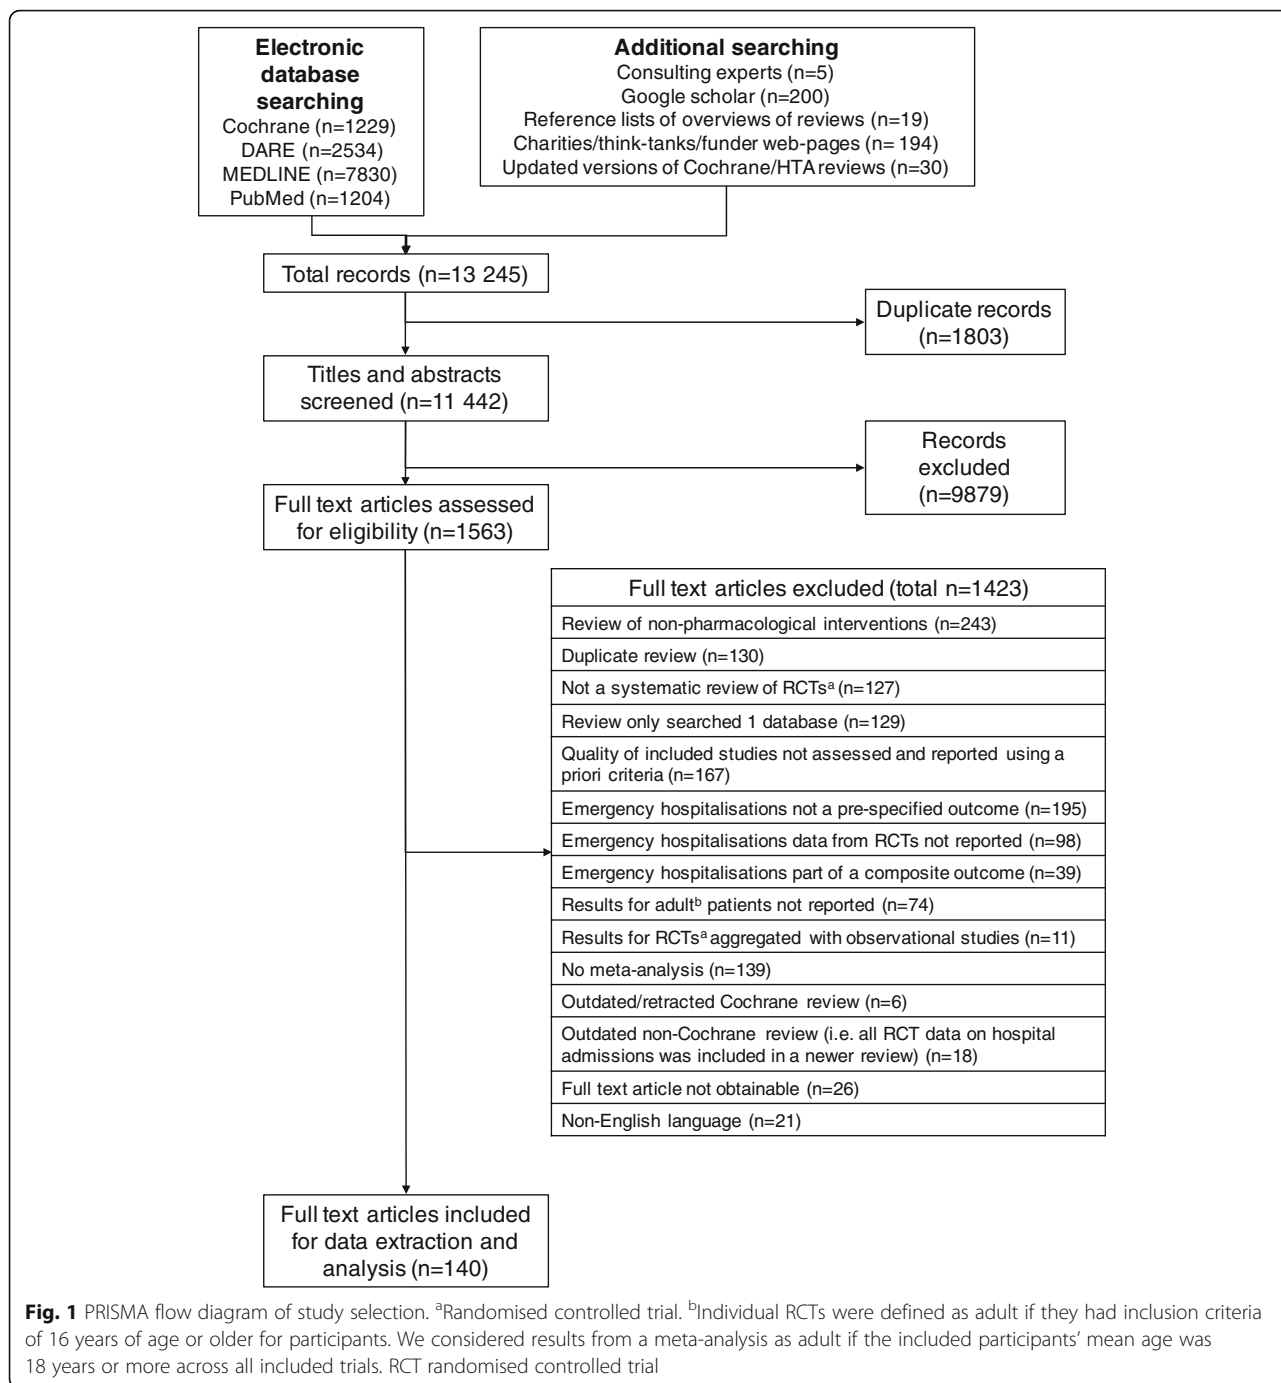 Electronic
database
searching
Cochrane (n=1229)
DARE (n=2534)
MEDLINE (n=7830)
PubMed (n=1204)
Additional searching
Consulting experts (n=5)
Google scholar (n=200)
Reference lists of overviews of reviews (n=19)
Charities/think-tanks/funder web-pages (n= 194)
Updated versions of Cochrane/HTA reviews (n=30)
Total records (n=13 245)
Duplicate records
(n=1803)
Titles and abstracts
screened (n=11 442)
Records
excluded
(n=9879)
Full text articles assessed
for eligibility (n=1563)
Full text articles excluded (total n=1423)
Review of non-pharmacological interventions (n=243)
Duplicate review (n=130)
Not a systematic review of RCTsᵃ (n=127)
Review only searched 1 database (n=129)
Quality of included studies not assessed and reported using a
priori criteria (n=167)
Emergency hospitalisations not a pre-specified outcome (n=195)
Emergency hospitalisations data from RCTs not reported (n=98)
Emergency hospitalisations part of a composite outcome (n=39)
Results for adultᵇ patients not reported (n=74)
Results for RCTsᵃ aggregated with observational studies (n=11)
No meta-analysis (n=139)
Outdated/retracted Cochrane review (n=6)
Outdated non-Cochrane review (i.e. all RCT data on hospital
admissions was included in a newer review) (n=18)
Full text article not obtainable (n=26)
Non-English language (n=21)
Full text articles included
for data extraction and
analysis (n=140)
Fig. 1 PRISMA flow diagram of study selection. ᵃRandomised controlled trial. ᵇIndividual RCTs were defined as adult if they had inclusion criteria
of 16 years of age or older for participants. We considered results from a meta-analysis as adult if the included participants' mean age was
18 years or more across all included trials. RCT randomised controlled trial